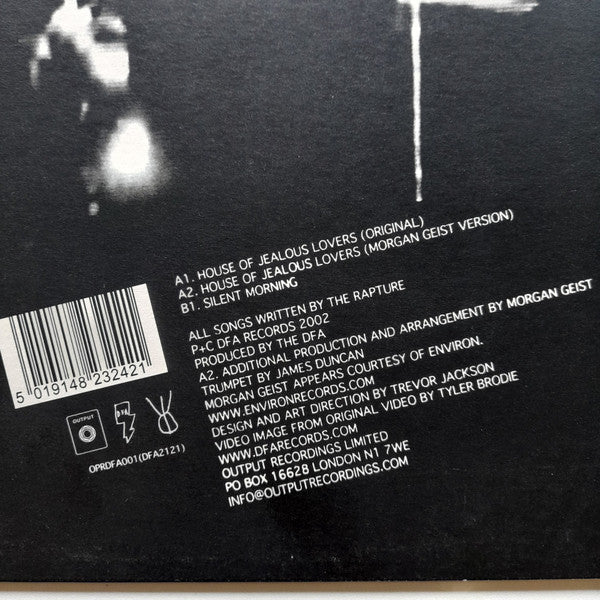 A1. HOUSE OF JEALOUS LOVERS (ORIGINAL)
A2. HOUSE OF JEALOUS LOVERS (MORGAN GEIST VERSION)
B1. SILENT MORNING
ALL SONGS WRITTEN BY THE RAPTURE
P+C DFA RECORDS 2002
PRODUCED BY THE DFA
A2. ADDITIONAL PRODUCTION AND ARRANGEMENT BY MORGAN GEIST
TRUMPET BY JAMES DUNCAN
MORGAN GEIST APPEARS COURTESY OF ENVIRON.
WWW.ENVIRONRECORDS.COM
DESIGN AND ART DIRECTION BY TREVOR JACKSON
VIDEO IMAGE FROM ORIGINAL VIDEO BY TYLER BRODIE
WWW.DFARECORDS.COM
OUTPUT RECORDINGS LIMITED
PO BOX 16628 LONDON N1 7WE
INFO@OUTPUTRECORDINGS.COM
5 019148 232421
OUTPUT
DFA
OPRDFA001(DFA2121)